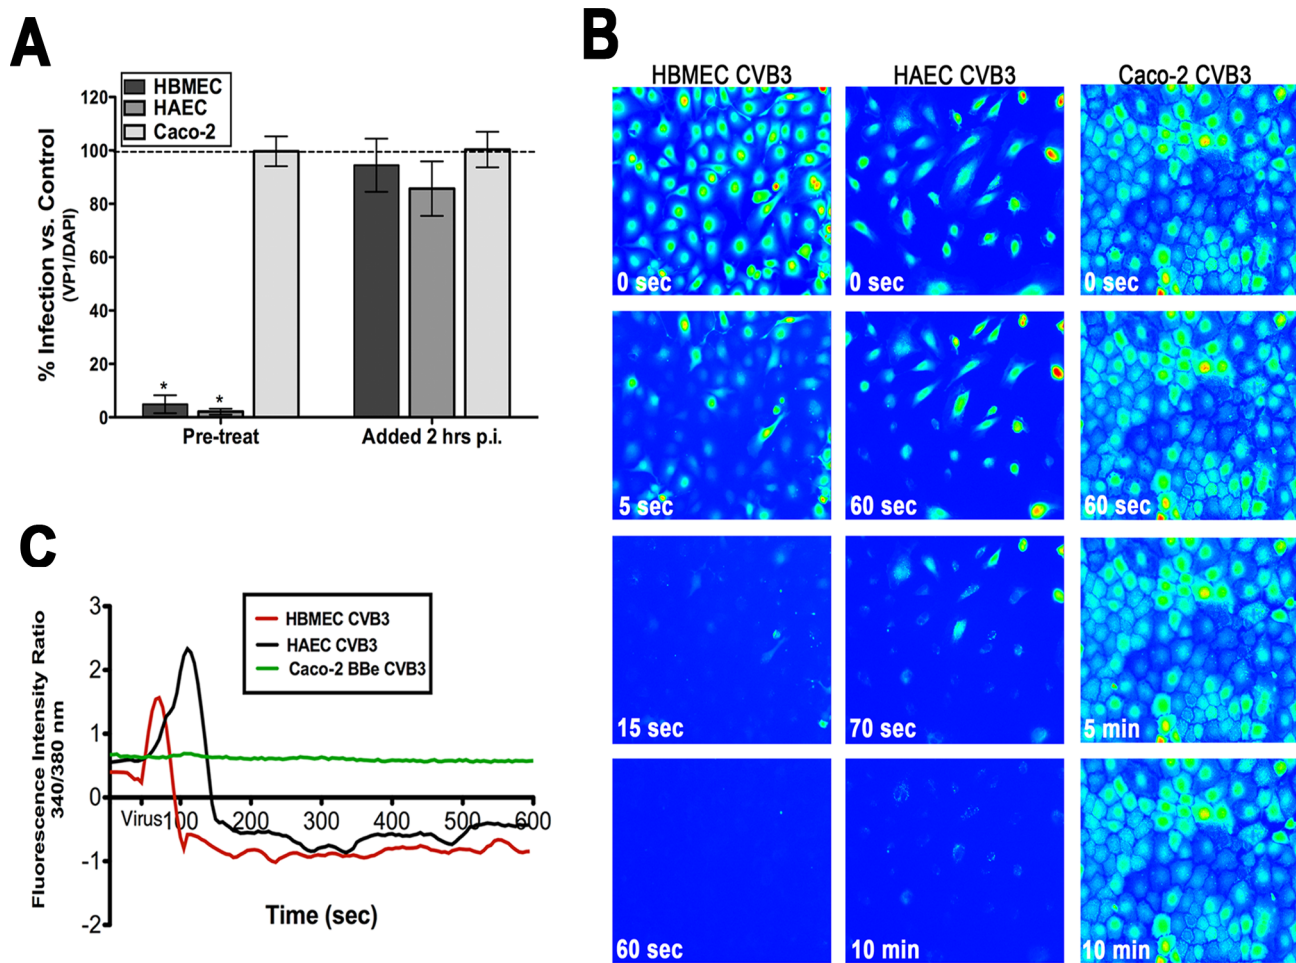 A
HBMEC
HAEC
Caco-2
% Infection vs. Control
(VP1/DAPI)
120
100
80
60
40
20
0
*
*
Pre-treat
Added 2 hrs p.i.
B
HBMEC CVB3
HAEC CVB3
Caco-2 CVB3
0 sec
0 sec
0 sec
5 sec
60 sec
60 sec
15 sec
70 sec
5 min
60 sec
10 min
10 min
C
HBMEC CVB3
HAEC CVB3
Caco-2 BBe CVB3
Fluorescence Intensity Ratio
340/380 nm
3
2
1
0
-1
-2
Virus
100
200
300
400
500
600
Time (sec)